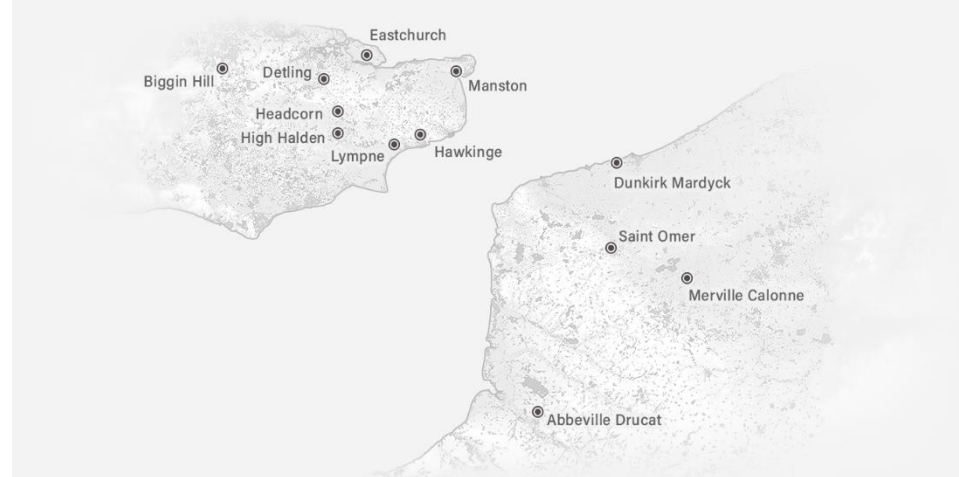 Eastchurch
Biggin Hill
Detling
Manston
Headcorn
High Halden
Lympne
Hawkinge
Dunkirk Mardyck
Saint Omer
Merville Calonne
Abbeville Drucat